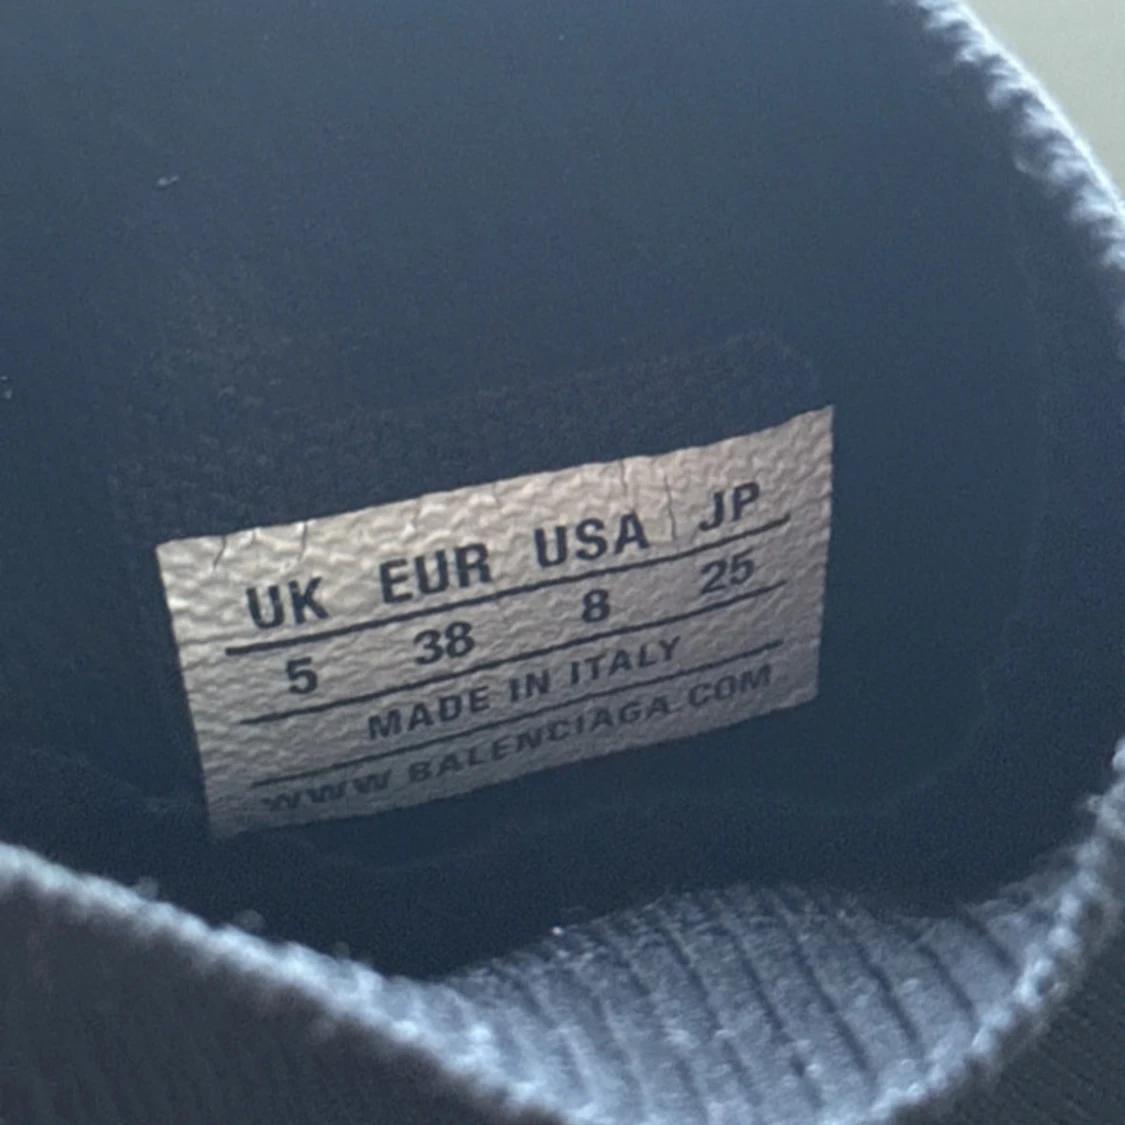 UK EUR USA JP
5 38 8 25
MADE IN ITALY
WWW BALENCIAGA.COM